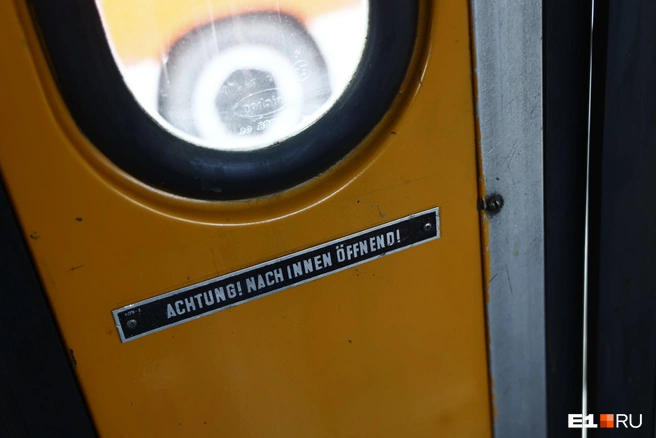 ACHTUNG! NACH INNEN ÖFFNEND!
E1 RU